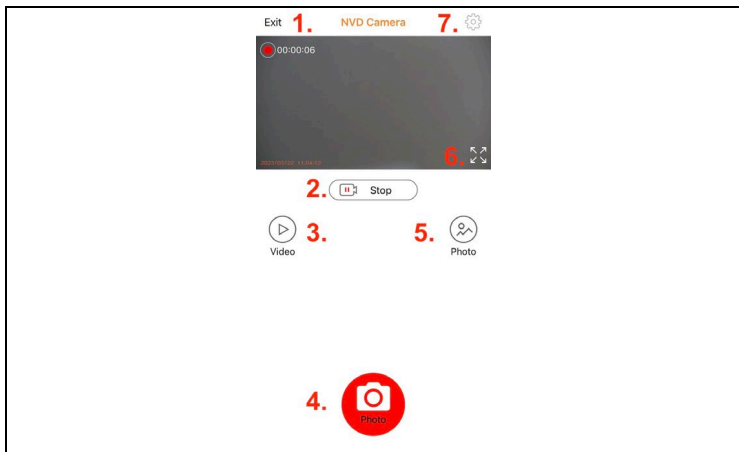 Exit 1. NVD Camera 7.
00:00:06
6.
2. Stop
3. 5.
Video Photo
4.
Photo